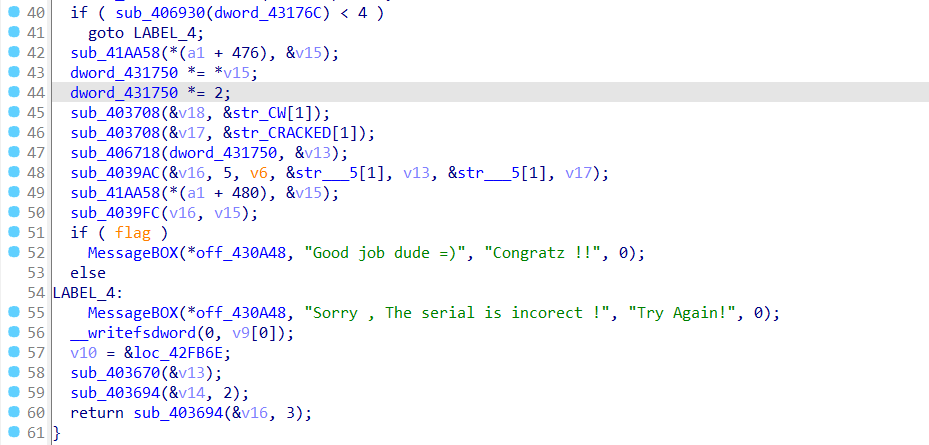 40 if ( sub_406930(dword_43176C) < 4 )
41 goto LABEL_4;
42 sub_41AA58(*(a1 + 476), &v15);
43 dword_431750 *= *v15;
44 dword_431750 *= 2;
45 sub_403708(&v18, &str_CW[1]);
46 sub_403708(&v17, &str_CRACKED[1]);
47 sub_406718(dword_431750, &v13);
48 sub_4039AC(&v16, 5, v6, &str___5[1], v13, &str___5[1], v17);
49 sub_41AA58(*(a1 + 480), &v15);
50 sub_4039FC(v16, v15);
51 if ( flag )
52 MessageBOX(*off_430A48, "Good job dude =)", "Congratz !!", 0);
53 else
54 LABEL_4:
55 MessageBOX(*off_430A48, "Sorry , The serial is incorect !", "Try Again!", 0);
56 __writefsdword(0, v9[0]);
57 v10 = &loc_42FB6E;
58 sub_403670(&v13);
59 sub_403694(&v14, 2);
60 return sub_403694(&v16, 3);
61 }